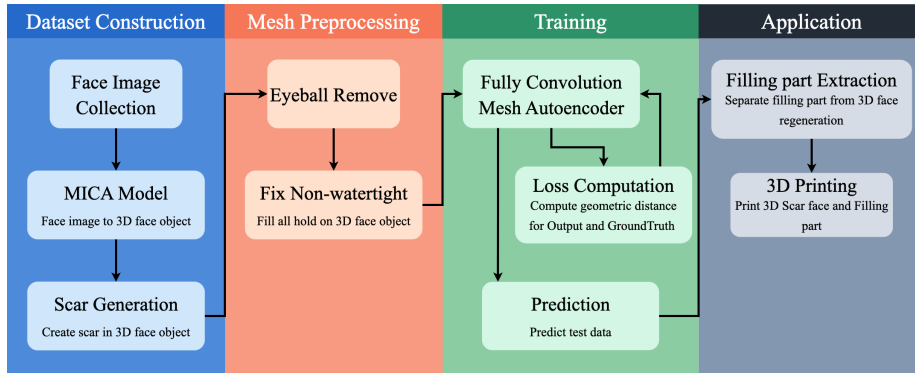 Dataset Construction
Face Image
Collection
MICA Model
Face image to 3D face object
Scar Generation
Create scar in 3D face object
Mesh Preprocessing
Eyeball Remove
Fix Non-watertight
Fill all hold on 3D face object
Training
Fully Convolution
Mesh Autoencoder
Loss Computation
Compute geometric distance
for Output and GroundTruth
Prediction
Predict test data
Application
Filling part Extraction
Separate filling part from 3D face
regeneration
3D Printing
Print 3D Scar face and Filling
part